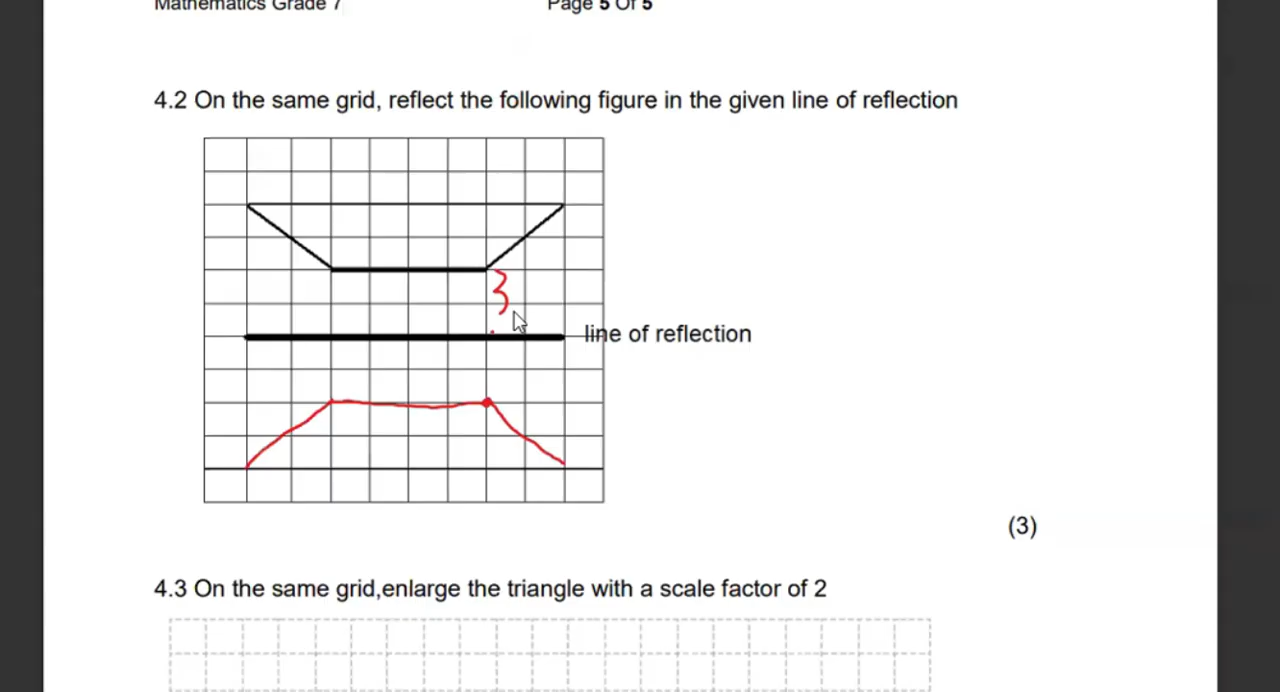 Mathematics Grade 7 Page 5 Of 5
4.2 On the same grid, reflect the following figure in the given line of reflection
line of reflection
(3)
4.3 On the same grid,enlarge the triangle with a scale factor of 2